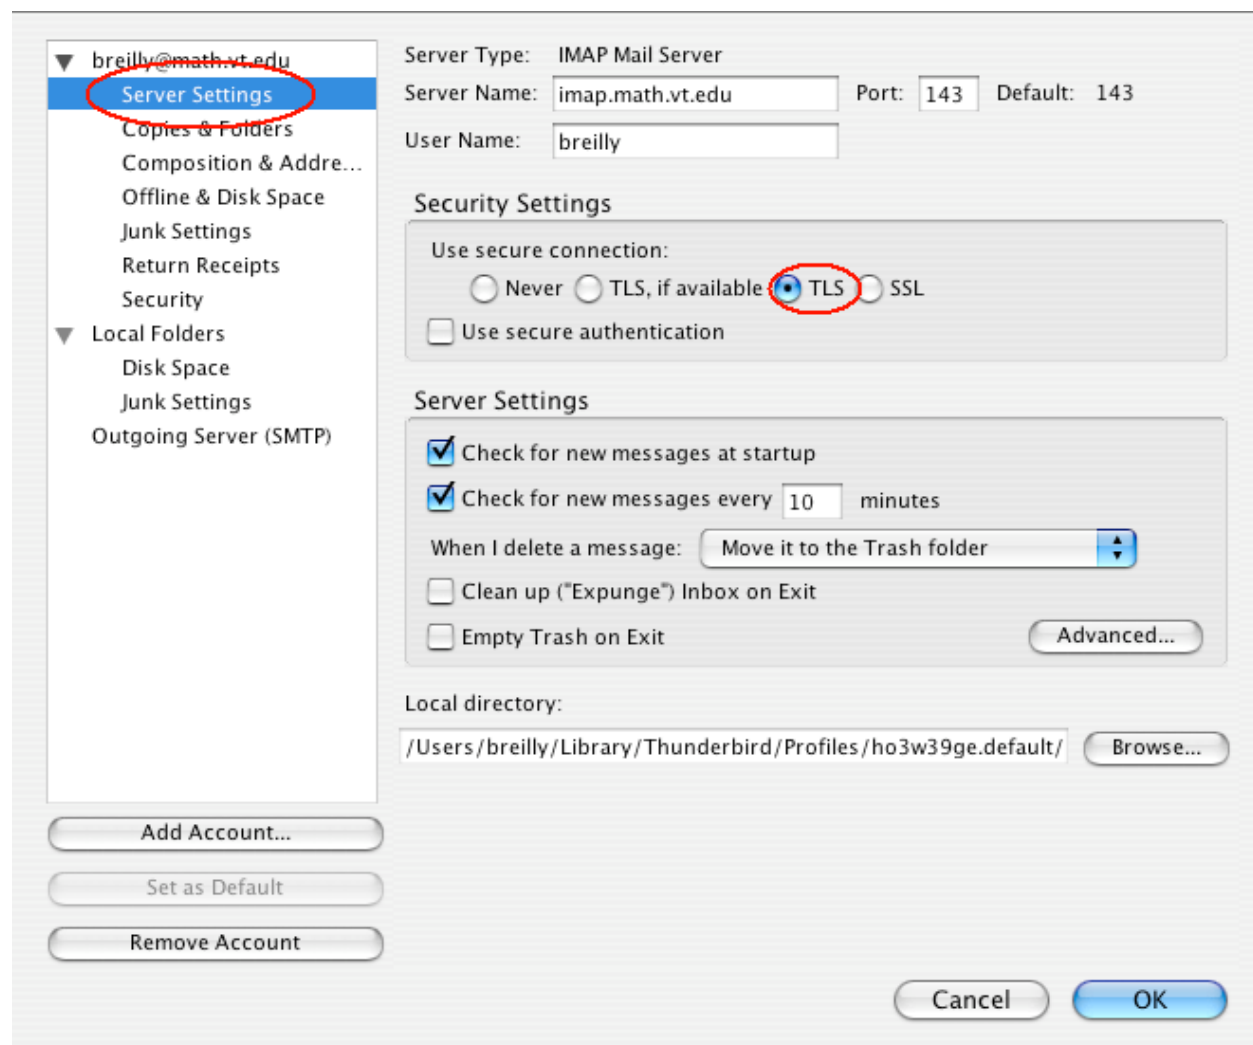 breilly@math.vt.edu
Server Settings
Copies & Folders
Composition & Addre...
Offline & Disk Space
Junk Settings
Return Receipts
Security
Local Folders
Disk Space
Junk Settings
Outgoing Server (SMTP)
Add Account...
Set as Default
Remove Account
Server Type: IMAP Mail Server
Server Name: imap.math.vt.edu Port: 143 Default: 143
User Name: breilly
Security Settings
Use secure connection:
Never TLS, if available TLS SSL
Use secure authentication
Server Settings
Check for new messages at startup
Check for new messages every 10 minutes
When I delete a message: Move it to the Trash folder
Clean up ("Expunge") Inbox on Exit
Empty Trash on Exit Advanced...
Local directory:
/Users/breilly/Library/Thunderbird/Profiles/ho3w39ge.default/ Browse...
Cancel OK